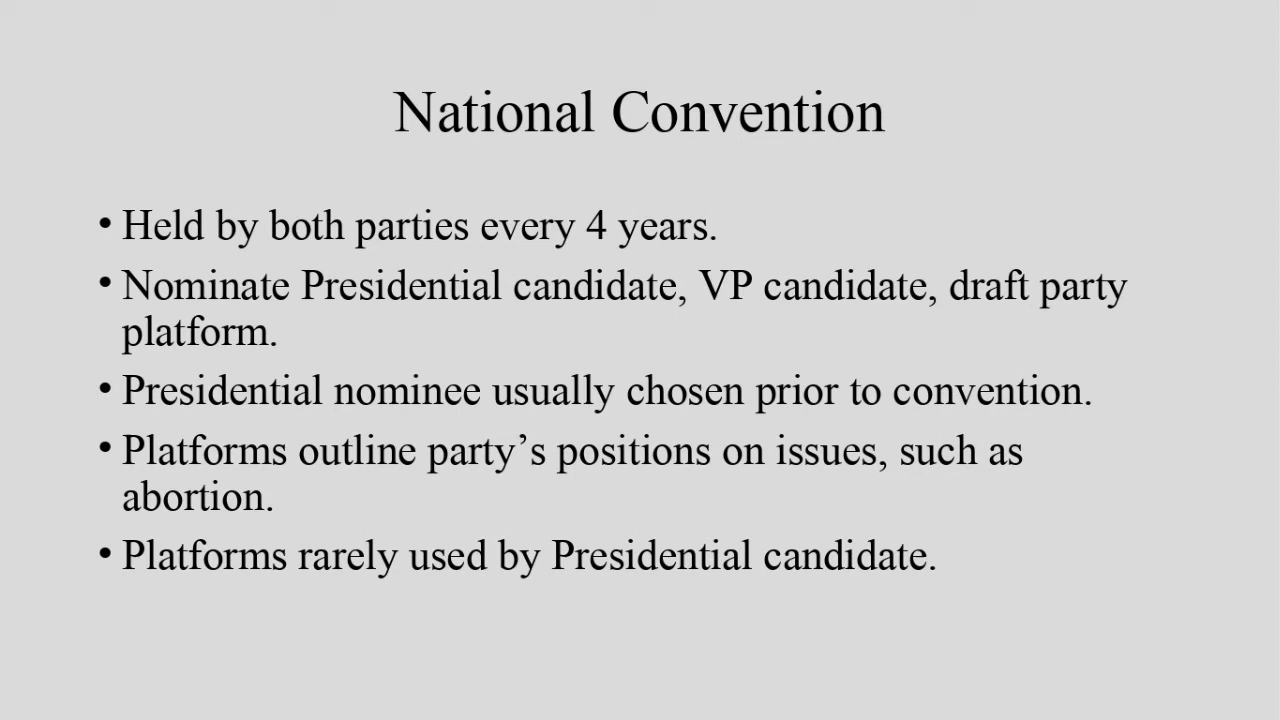 National Convention
• Held by both parties every 4 years.
• Nominate Presidential candidate, VP candidate, draft party
platform.
• Presidential nominee usually chosen prior to convention.
• Platforms outline party’s positions on issues, such as
abortion.
• Platforms rarely used by Presidential candidate.